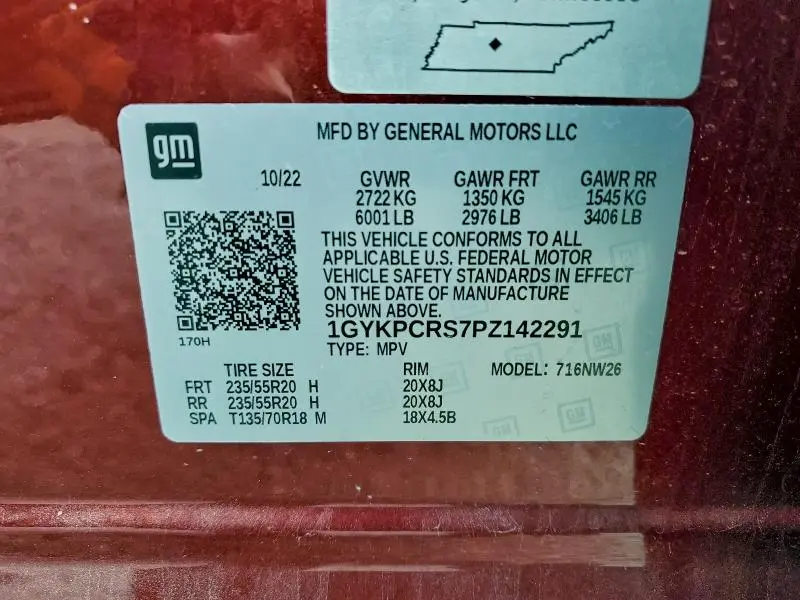 gm
MFD BY GENERAL MOTORS LLC
10/22 GVWR GAWR FRT GAWR RR
2722 KG 1350 KG 1545 KG
6001 LB 2976 LB 3406 LB
THIS VEHICLE CONFORMS TO ALL
APPLICABLE U.S. FEDERAL MOTOR
VEHICLE SAFETY STANDARDS IN EFFECT
ON THE DATE OF MANUFACTURE
SHOWN ABOVE.
170H
1GYKPCRS7PZ142291
TYPE: MPV
TIRE SIZE RIM MODEL: 716NW26
FRT 235/55R20 H 20X8J
RR 235/55R20 H 20X8J
SPA T135/70R18 M 18X4.5B